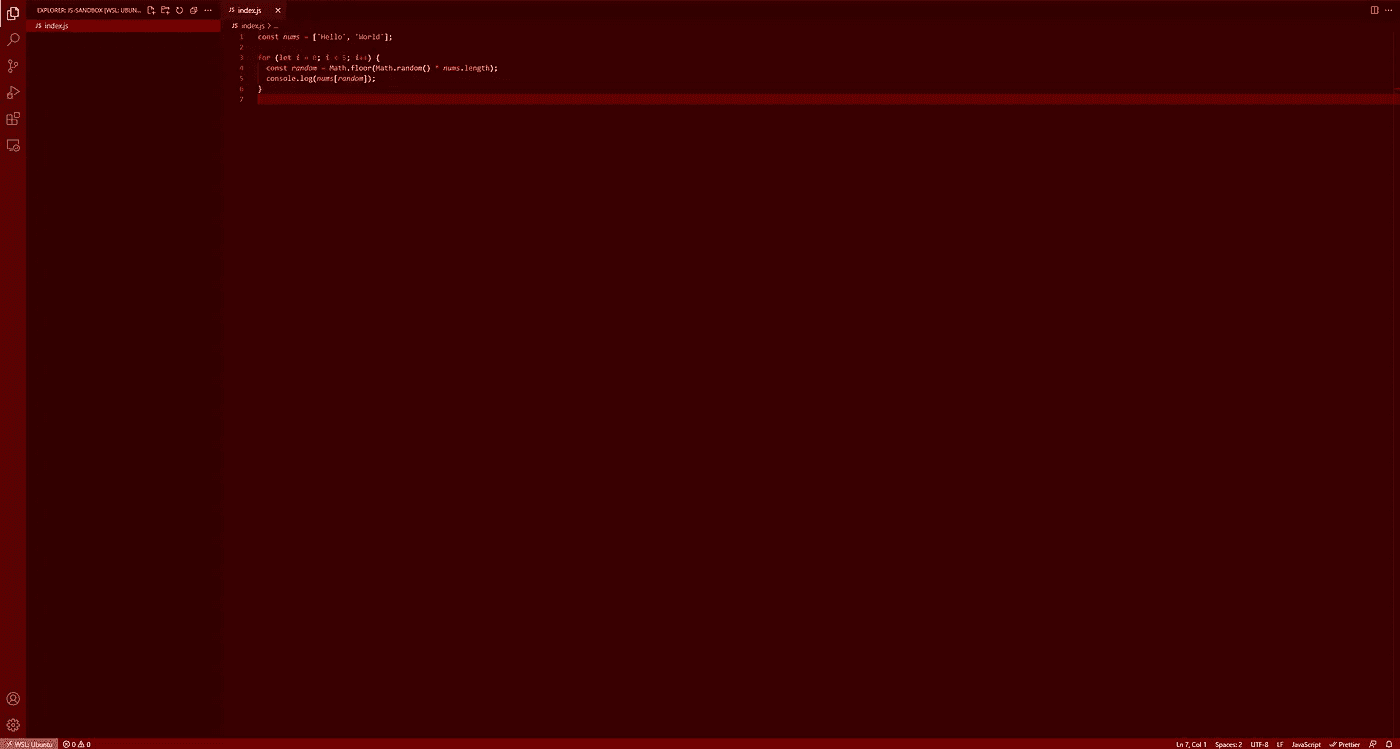 EXPLORER: JS-SANDBOX [WSL: UBUN...
JS index.js
JS index.js
JS index.js > ...
1 const nums = ['Hello', 'World'];
2
3 for (let i = 0; i < 5; i++) {
4 const random = Math.floor(Math.random() * nums.length);
5 console.log(nums[random]);
6 }
7
WSL: Ubuntu 0 0 Ln 7, Col 1 Spaces: 2 UTF-8 LF JavaScript Prettier